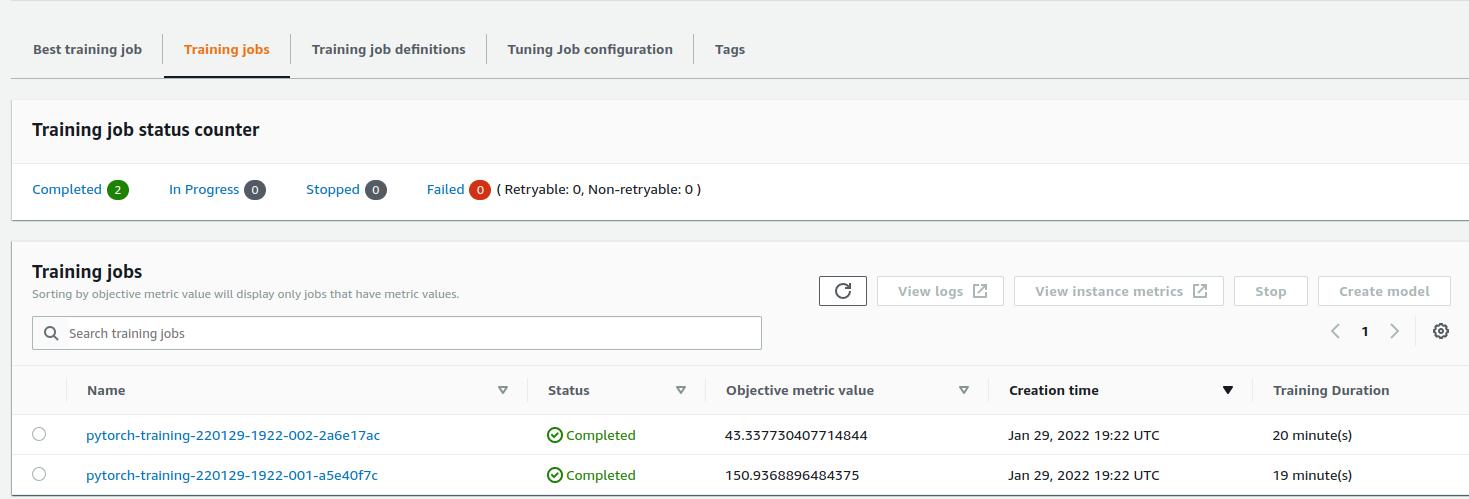 Best training job Training jobs Training job definitions Tuning Job configuration Tags
Training job status counter
Completed 2 In Progress 0 Stopped 0 Failed 0 ( Retryable: 0, Non-retryable: 0 )
Training jobs
Sorting by objective metric value will display only jobs that have metric values.
View logs View instance metrics Stop Create model
Search training jobs
1
Name Status Objective metric value Creation time Training Duration
pytorch-training-220129-1922-002-2a6e17ac Completed 43.337730407714844 Jan 29, 2022 19:22 UTC 20 minute(s)
pytorch-training-220129-1922-001-a5e40f7c Completed 150.9368896484375 Jan 29, 2022 19:22 UTC 19 minute(s)